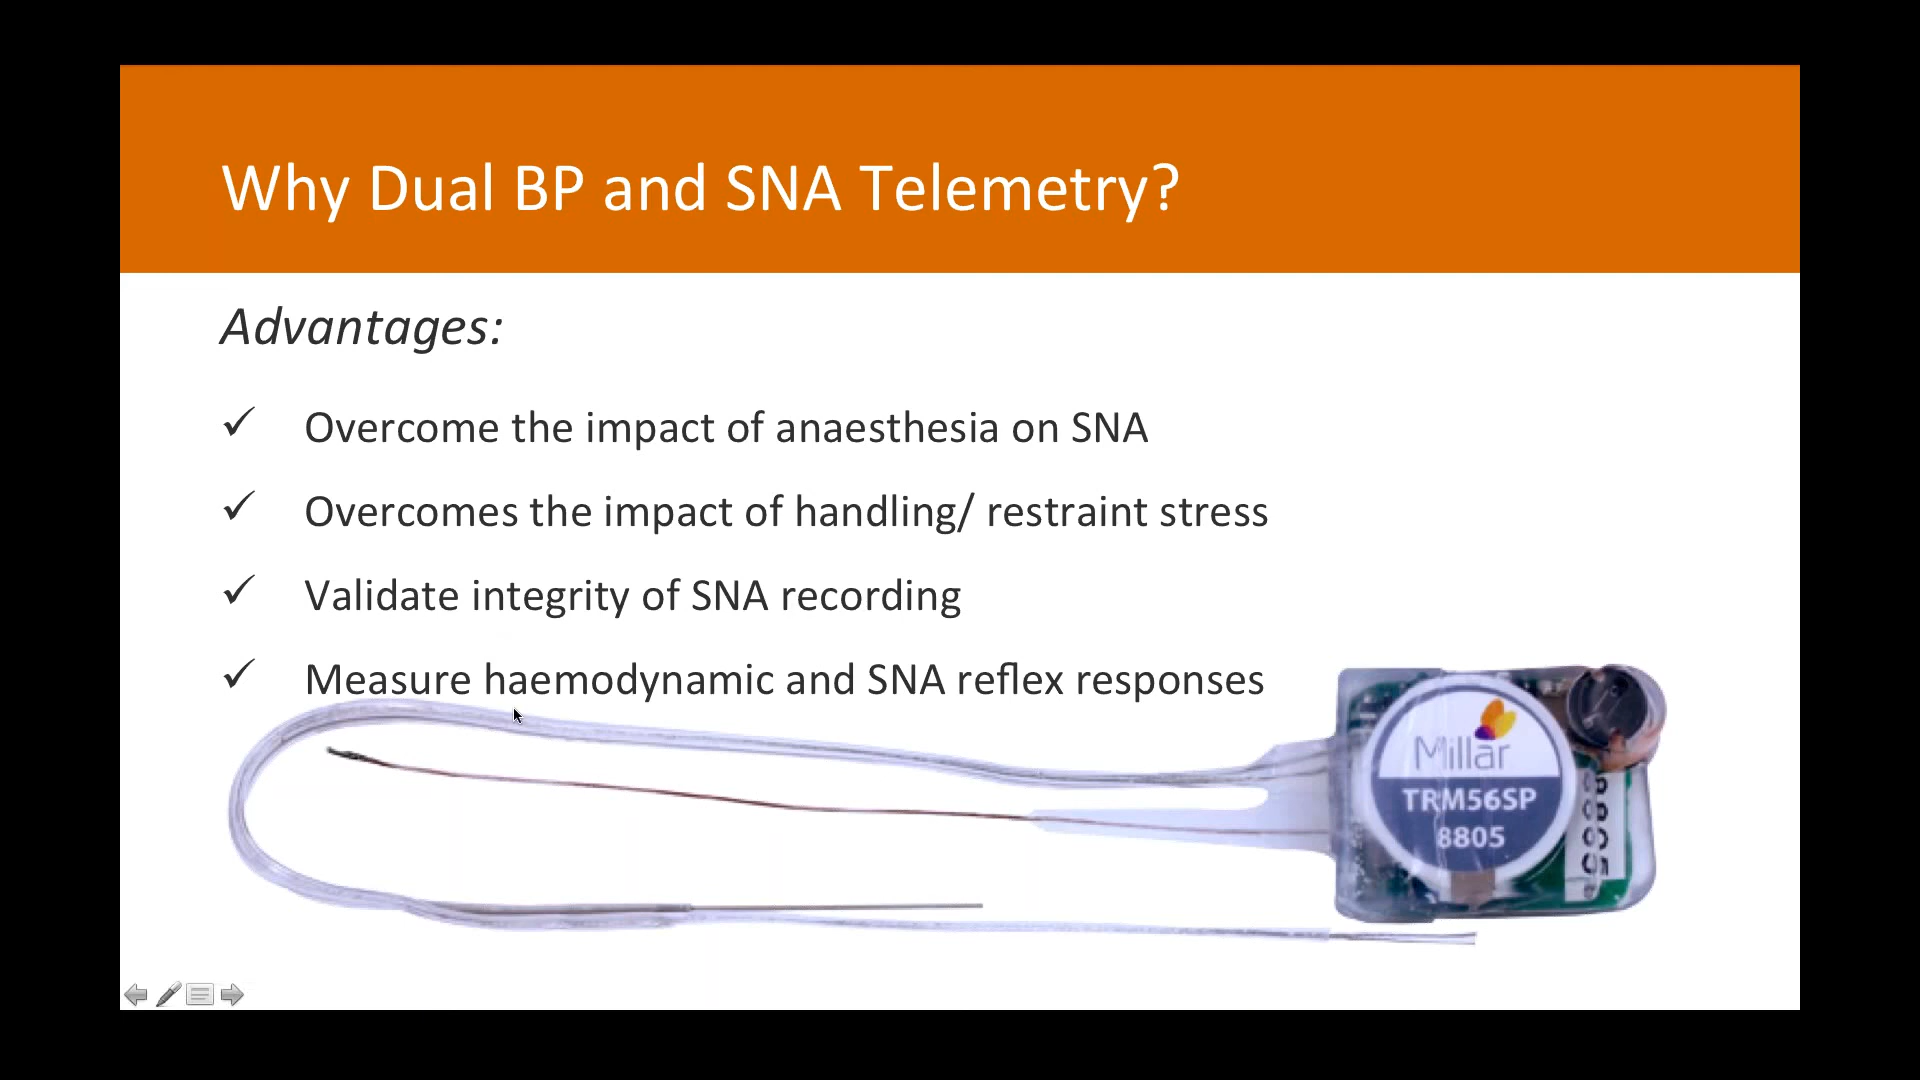 Why Dual BP and SNA Telemetry?
Advantages:
✓ Overcome the impact of anaesthesia on SNA
✓ Overcomes the impact of handling/ restraint stress
✓ Validate integrity of SNA recording
✓ Measure haemodynamic and SNA reflex responses
Millar
TRM56SP
8805
8805